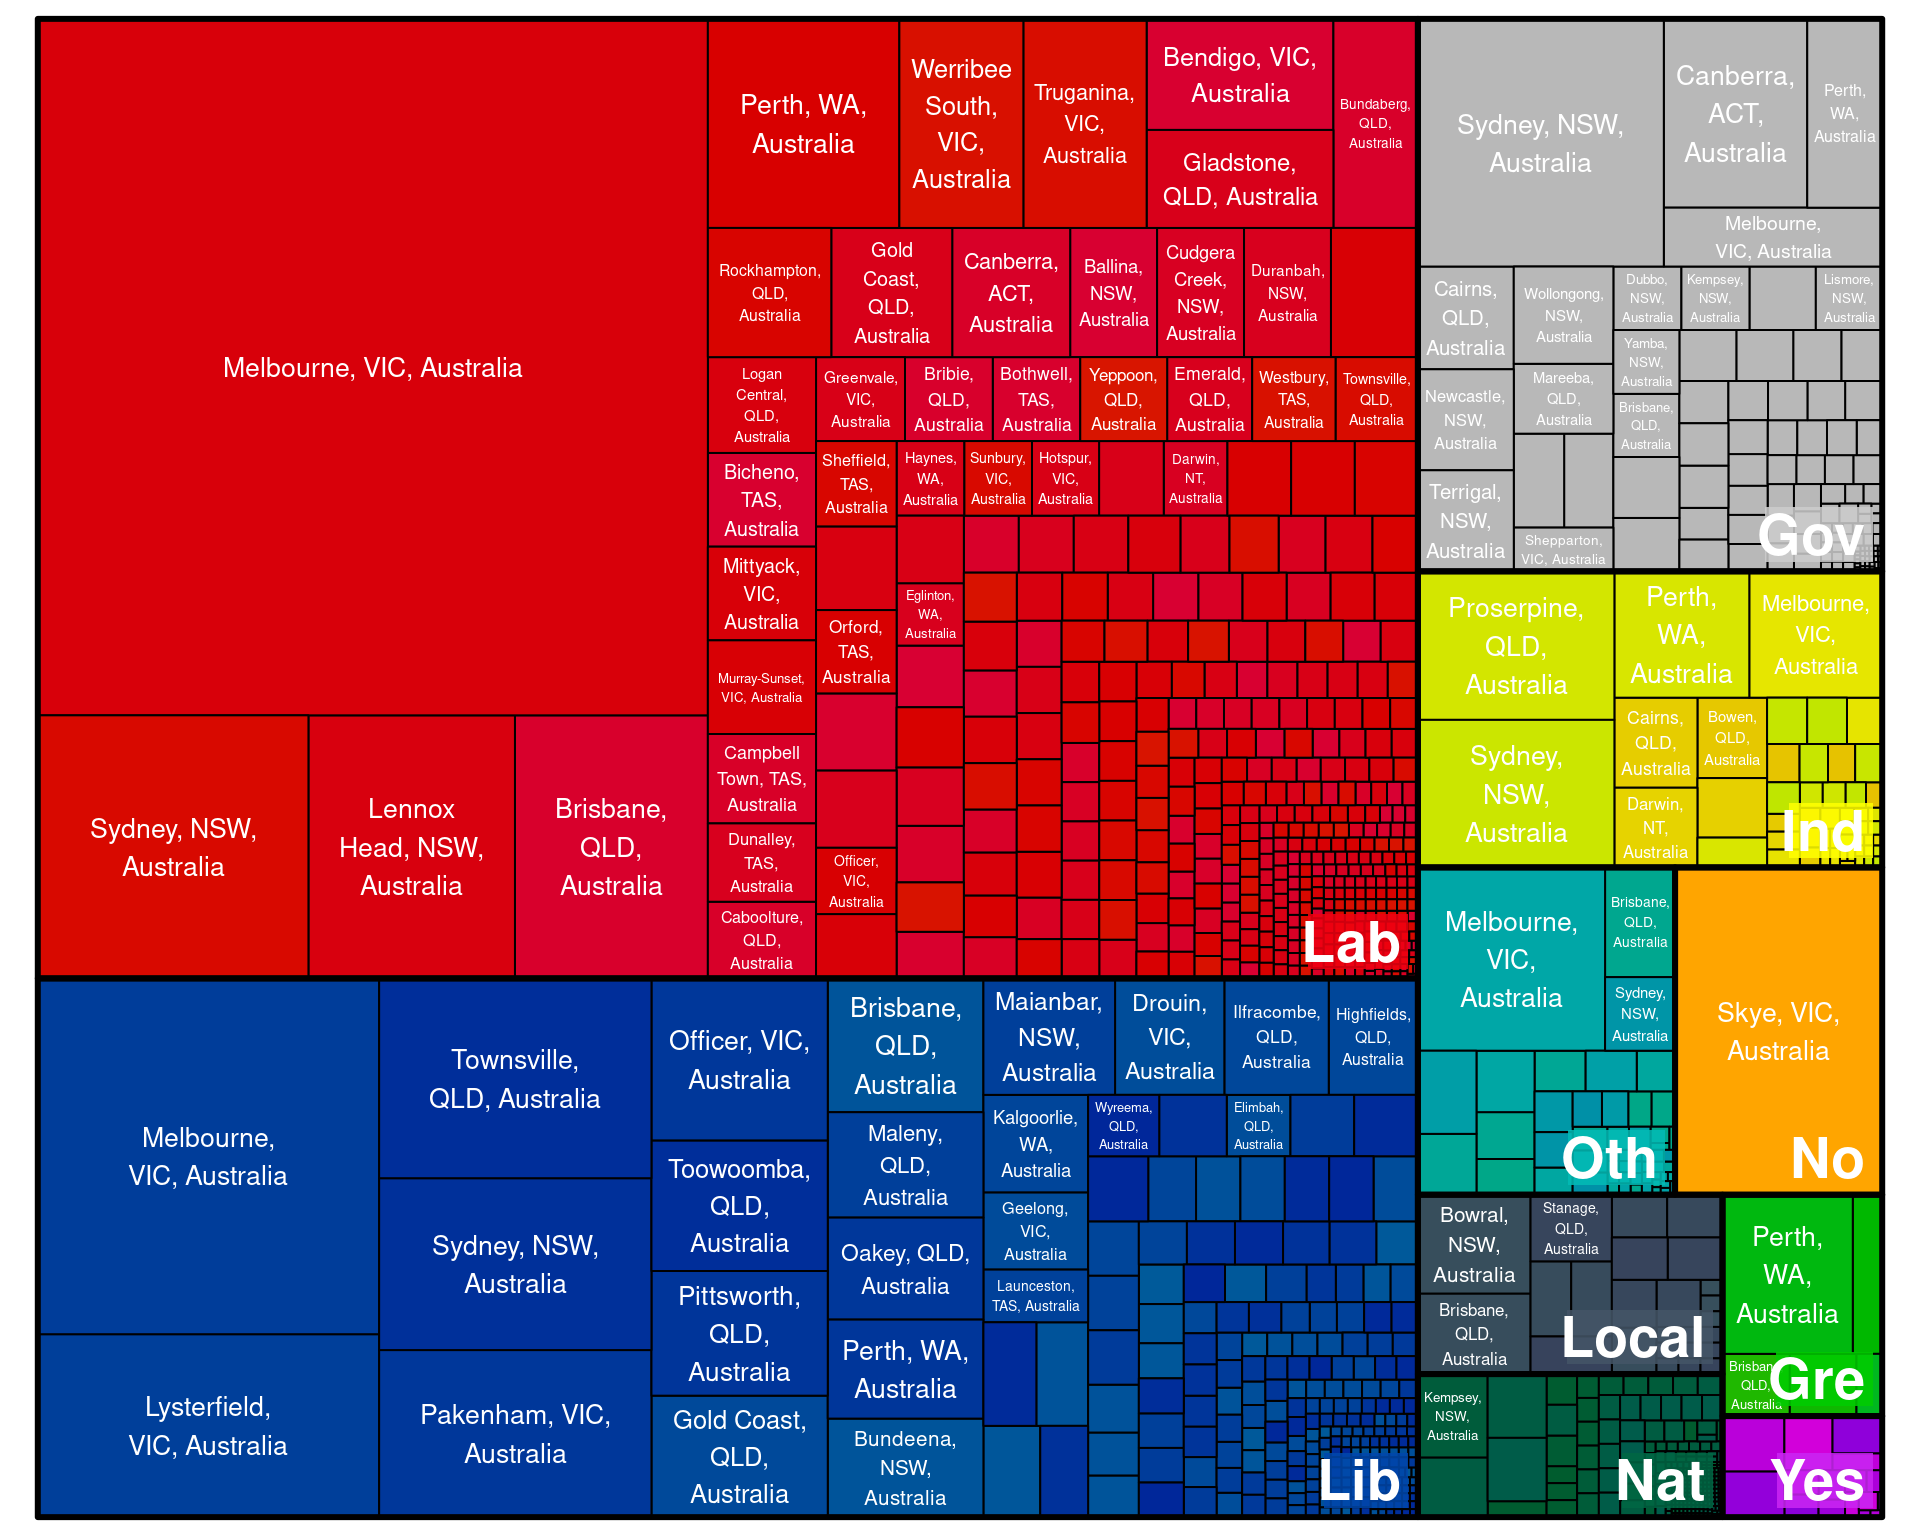 Melbourne, VIC, Australia
Sydney, NSW,
Australia
Lennox
Head, NSW,
Australia
Brisbane,
QLD,
Australia
Perth, WA,
Australia
Werribee
South,
VIC,
Australia
Truganina,
VIC,
Australia
Bendigo, VIC,
Australia
Gladstone,
QLD, Australia
Bundaberg,
QLD,
Australia
Rockhampton,
QLD,
Australia
Gold
Coast,
QLD,
Australia
Canberra,
ACT,
Australia
Ballina,
NSW,
Australia
Cudgera
Creek,
NSW,
Australia
Duranbah,
NSW,
Australia
Logan
Central,
QLD,
Australia
Greenvale,
VIC,
Australia
Bribie,
QLD,
Australia
Bothwell,
TAS,
Australia
Yeppoon,
QLD,
Australia
Emerald,
QLD,
Australia
Westbury,
TAS,
Australia
Townsville,
QLD,
Australia
Bicheno,
TAS,
Australia
Sheffield,
TAS,
Australia
Haynes,
WA,
Australia
Sunbury,
VIC,
Australia
Hotspur,
VIC,
Australia
Darwin,
NT,
Australia
Mittyack,
VIC,
Australia
Eglinton,
WA,
Australia
Orford,
TAS,
Australia
Murray-Sunset,
VIC, Australia
Campbell
Town, TAS,
Australia
Dunalley,
TAS,
Australia
Officer,
VIC,
Australia
Caboolture,
QLD,
Australia
Lab
Sydney, NSW,
Australia
Canberra,
ACT,
Australia
Perth,
WA,
Australia
Melbourne,
VIC, Australia
Cairns,
QLD,
Australia
Wollongong,
NSW,
Australia
Dubbo,
NSW,
Australia
Kempsey,
NSW,
Australia
Lismore,
NSW,
Australia
Yamba,
NSW,
Australia
Newcastle,
NSW,
Australia
Mareeba,
QLD,
Australia
Brisbane,
QLD,
Australia
Terrigal,
NSW,
Australia
Shepparton,
VIC, Australia
Gov
Proserpine,
QLD,
Australia
Perth,
WA,
Australia
Melbourne,
VIC,
Australia
Sydney,
NSW,
Australia
Cairns,
QLD,
Australia
Bowen,
QLD,
Australia
Darwin,
NT,
Australia
Ind
Melbourne,
VIC,
Australia
Brisbane,
QLD,
Australia
Sydney,
NSW,
Australia
Oth
Skye, VIC,
Australia
No
Melbourne,
VIC, Australia
Lysterfield,
VIC, Australia
Townsville,
QLD, Australia
Sydney, NSW,
Australia
Pakenham, VIC,
Australia
Officer, VIC,
Australia
Toowoomba,
QLD,
Australia
Pittsworth,
QLD,
Australia
Gold Coast,
QLD,
Australia
Brisbane,
QLD,
Australia
Maleny,
QLD,
Australia
Oakey, QLD,
Australia
Perth, WA,
Australia
Bundeena,
NSW,
Australia
Maianbar,
NSW,
Australia
Drouin,
VIC,
Australia
Ilfracombe,
QLD,
Australia
Highfields,
QLD,
Australia
Kalgoorlie,
WA,
Australia
Wyreema,
QLD,
Australia
Elimbah,
QLD,
Australia
Geelong,
VIC,
Australia
Launceston,
TAS, Australia
Lib
Bowral,
NSW,
Australia
Stanage,
QLD,
Australia
Brisbane,
QLD,
Australia
Local
Perth,
WA,
Australia
Brisbane,
QLD,
Australia
Gre
Kempsey,
NSW,
Australia
Nat
Yes